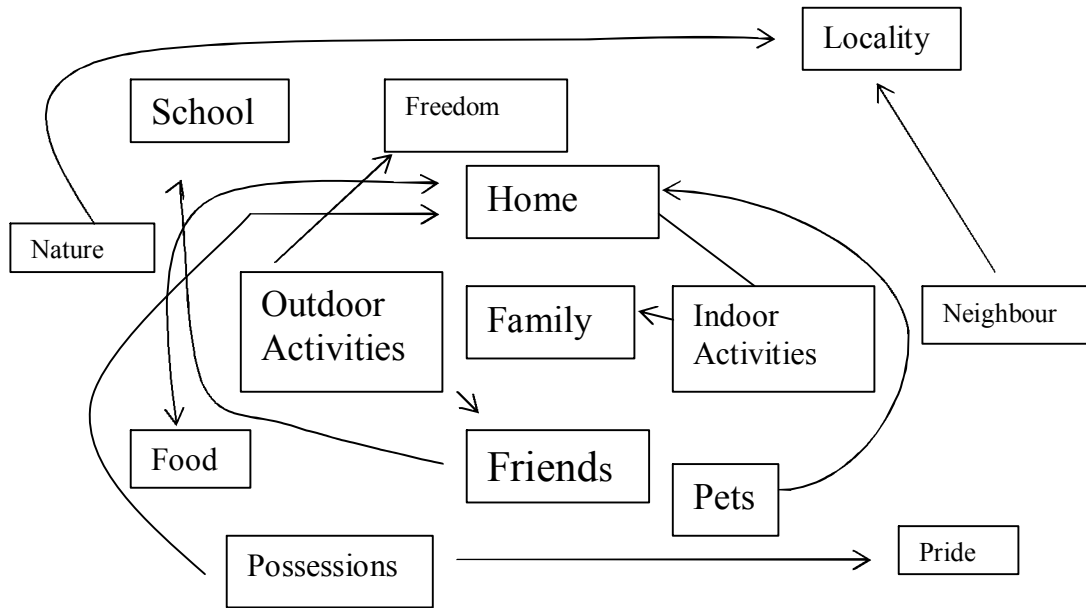 Locality
School
Freedom
Home
Nature
Outdoor
Activities
Family
Indoor
Activities
Neighbour
Food
Friends
Pets
Possessions
Pride